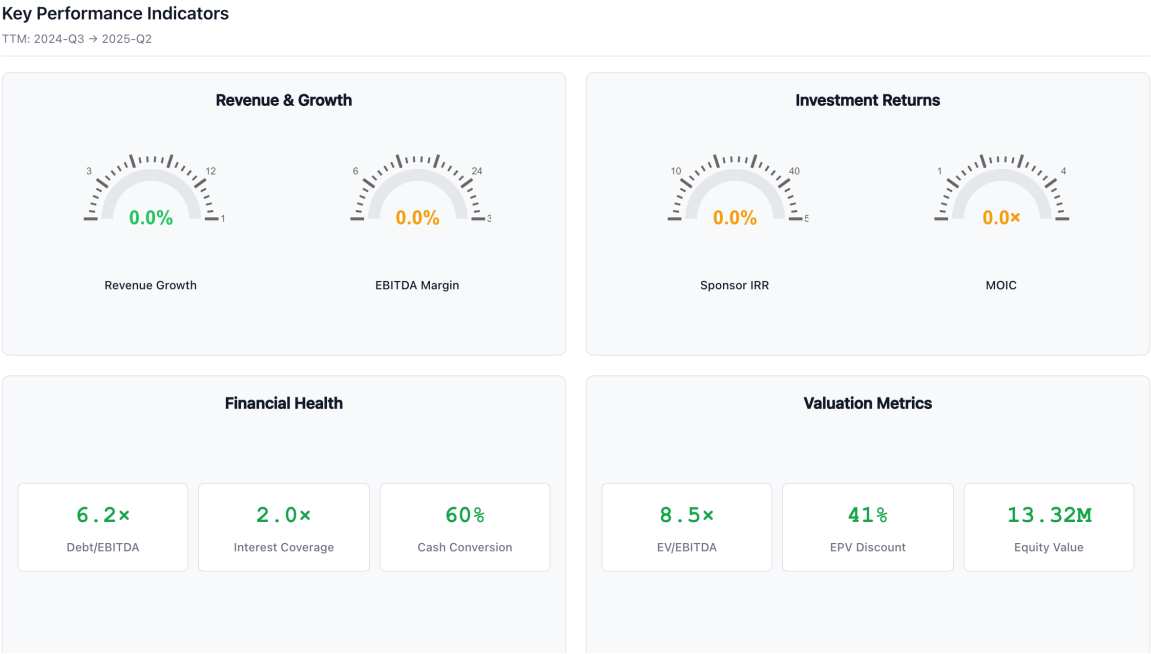 Key Performance Indicators
TTM: 2024-Q3 → 2025-Q2
Revenue & Growth
3
12
1
0.0%
Revenue Growth
6
24
3
0.0%
EBITDA Margin
Investment Returns
10
40
5
0.0%
Sponsor IRR
1
4
0.0×
MOIC
Financial Health
6.2×
Debt/EBITDA
2.0×
Interest Coverage
60%
Cash Conversion
Valuation Metrics
8.5×
EV/EBITDA
41%
EPV Discount
13.32M
Equity Value